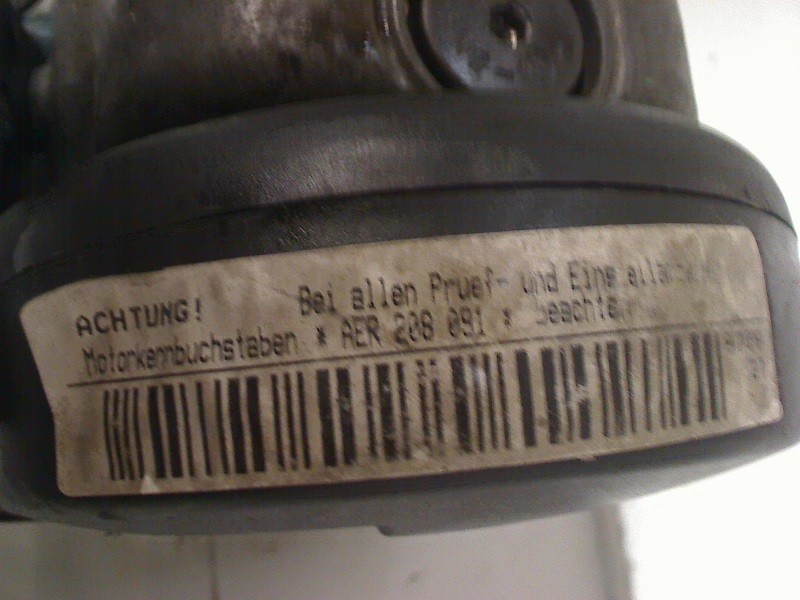 ACHTUNG! Bei allen Pruef- und
Motorkennbuchstaben * AER 208 091 *